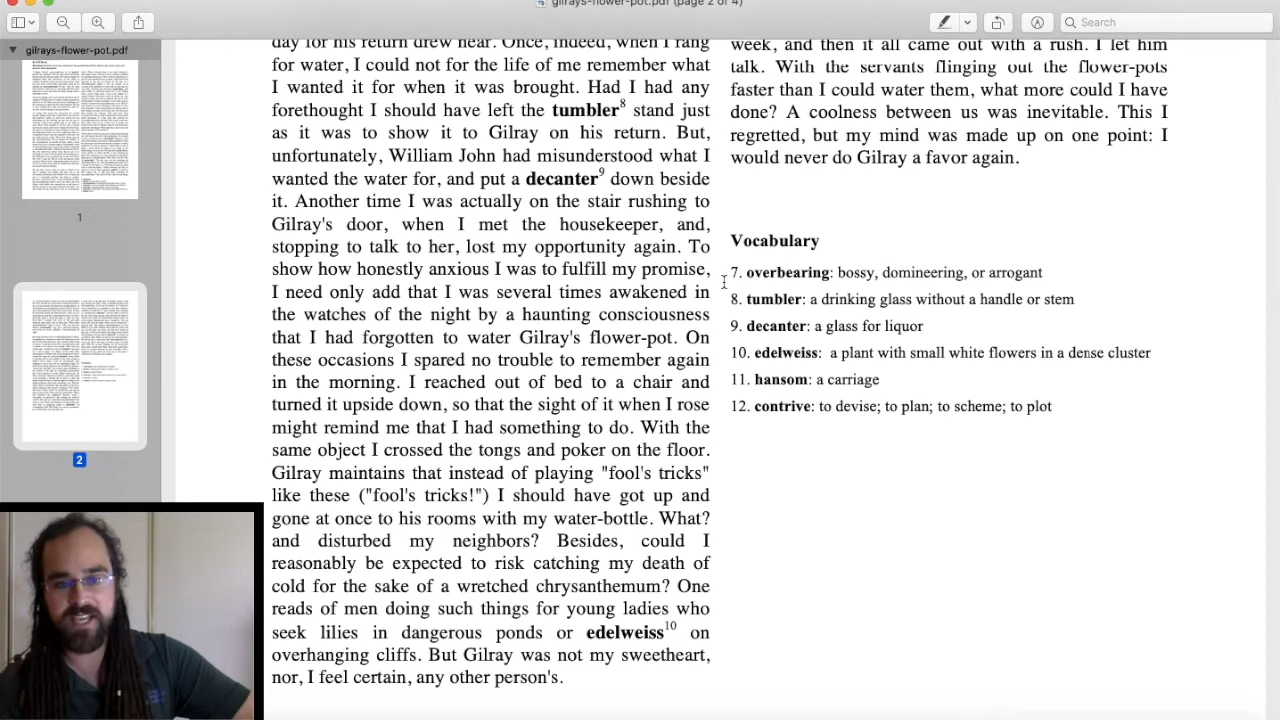 gilrays-flower-pot.pdf (page 2 of 4)
Search
gilrays-flower-pot.pdf
1
2
day for his return drew near. Once, indeed, when I rang
for water, I could not for the life of me remember what
I wanted it for when it was brought. Had I had any
forethought I should have left the tumbler8 stand just
as it was to show it to Gilray on his return. But,
unfortunately, William John had misunderstood what I
wanted the water for, and put a decanter9 down beside
it. Another time I was actually on the stair rushing to
Gilray's door, when I met the housekeeper, and,
stopping to talk to her, lost my opportunity again. To
show how honestly anxious I was to fulfill my promise,
I need only add that I was several times awakened in
the watches of the night by a haunting consciousness
that I had forgotten to water Gilray's flower-pot. On
these occasions I spared no trouble to remember again
in the morning. I reached out of bed to a chair and
turned it upside down, so that the sight of it when I rose
might remind me that I had something to do. With the
same object I crossed the tongs and poker on the floor.
Gilray maintains that instead of playing "fool's tricks"
like these ("fool's tricks!") I should have got up and
gone at once to his rooms with my water-bottle. What?
and disturbed my neighbors? Besides, could I
reasonably be expected to risk catching my death of
cold for the sake of a wretched chrysanthemum? One
reads of men doing such things for young ladies who
seek lilies in dangerous ponds or edelweiss10 on
overhanging cliffs. But Gilray was not my sweetheart,
nor, I feel certain, any other person's.
week, and then it all came out with a rush. I let him
talk. With the servants flinging out the flower-pots
faster than I could water them, what more could I have
done? A coolness between us was inevitable. This I
regretted, but my mind was made up on one point: I
would never do Gilray a favor again.
Vocabulary
7. overbearing: bossy, domineering, or arrogant
8. tumbler: a drinking glass without a handle or stem
9. decanter: a glass for liquor
10. edelweiss: a plant with small white flowers in a dense cluster
11. hansom: a carriage
12. contrive: to devise; to plan; to scheme; to plot